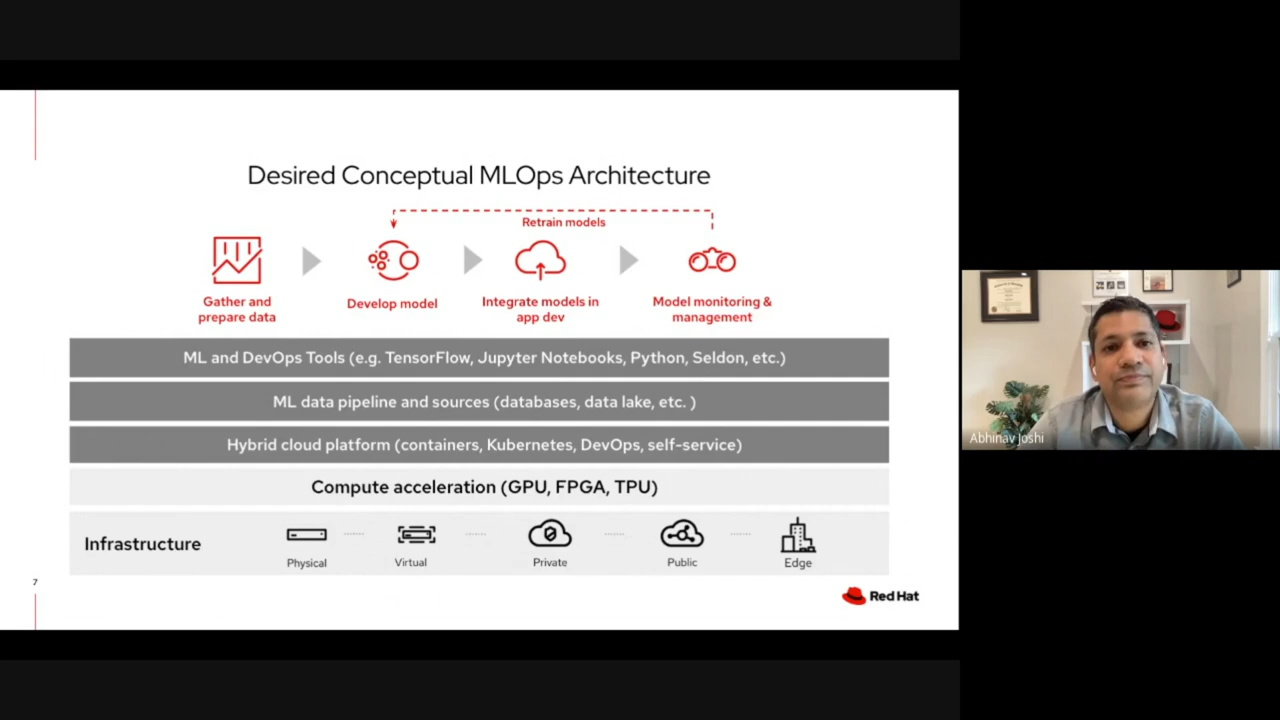 Desired Conceptual MLOps Architecture
Retrain models
Gather and
prepare data
Develop model
Integrate models in
app dev
Model monitoring &
management
ML and DevOps Tools (e.g. TensorFlow, Jupyter Notebooks, Python, Seldon, etc.)
ML data pipeline and sources (databases, data lake, etc. )
Hybrid cloud platform (containers, Kubernetes, DevOps, self-service)
Compute acceleration (GPU, FPGA, TPU)
Infrastructure
Physical
Virtual
Private
Public
Edge
7
Red Hat
Abhinav Joshi